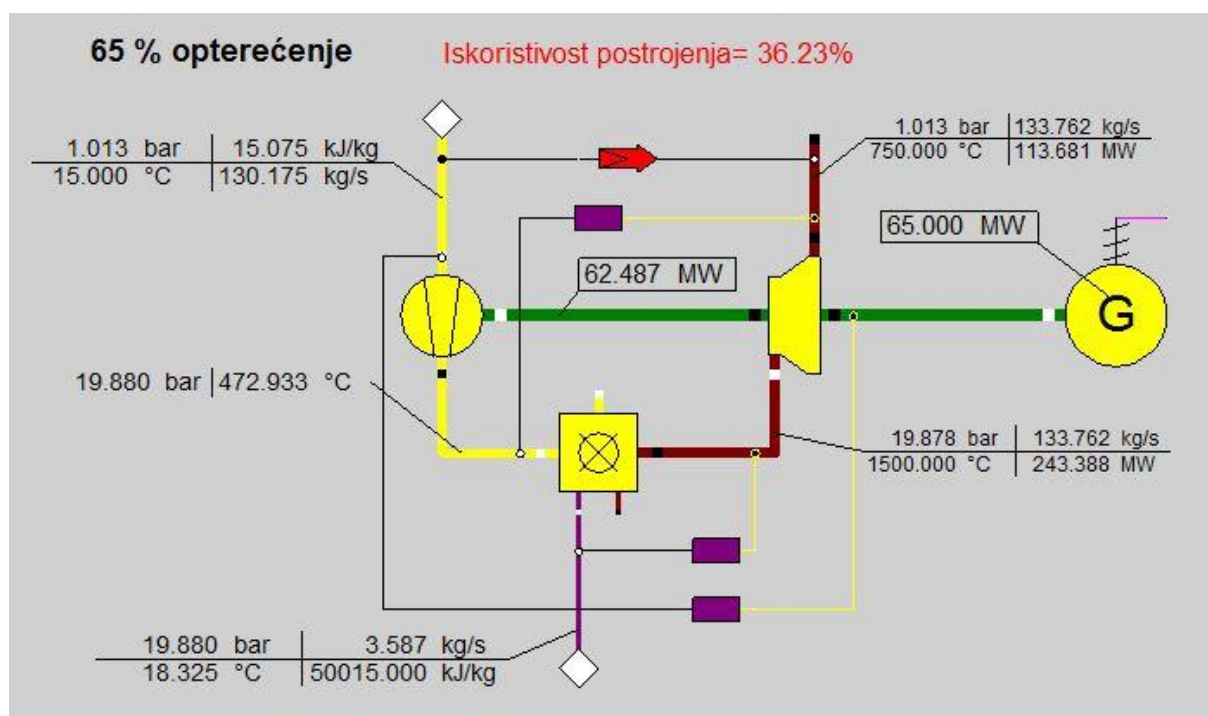 65 % opterećenje
Iskoristivost postrojenja= 36.23%
1.013 bar 15.075 kJ/kg
15.000 °C 130.175 kg/s
1.013 bar 133.762 kg/s
750.000 °C 113.681 MW
65.000 MW
62.487 MW
G
19.880 bar 472.933 °C
19.878 bar 133.762 kg/s
1500.000 °C 243.388 MW
19.880 bar 3.587 kg/s
18.325 °C 50015.000 kJ/kg